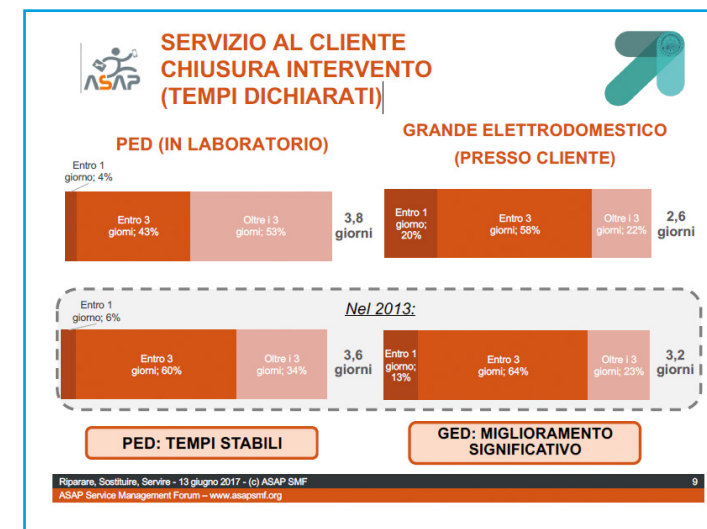 ASAP
SERVIZIO AL CLIENTE
CHIUSURA INTERVENTO
(TEMPI DICHIARATI)
PED (IN LABORATORIO)
GRANDE ELETTRODOMESTICO
(PRESSO CLIENTE)
Entro 1
giorno; 4%
Entro 3
giorni; 43%
Oltre i 3
giorni; 53%
3,8
giorni
Entro 1
giorno;
20%
Entro 3
giorni; 58%
Oltre i 3
giorni; 22%
2,6
giorni
Nel 2013:
Entro 1
giorno; 6%
Entro 3
giorni; 60%
Oltre i 3
giorni; 34%
3,6
giorni
Entro 1
giorno;
13%
Entro 3
giorni; 64%
Oltre i 3
giorni; 23%
3,2
giorni
PED: TEMPI STABILI
GED: MIGLIORAMENTO
SIGNIFICATIVO
Riparare, Sostituire, Servire - 13 giugno 2017 - (c) ASAP SMF
9
ASAP Service Management Forum – www.asapsmf.org